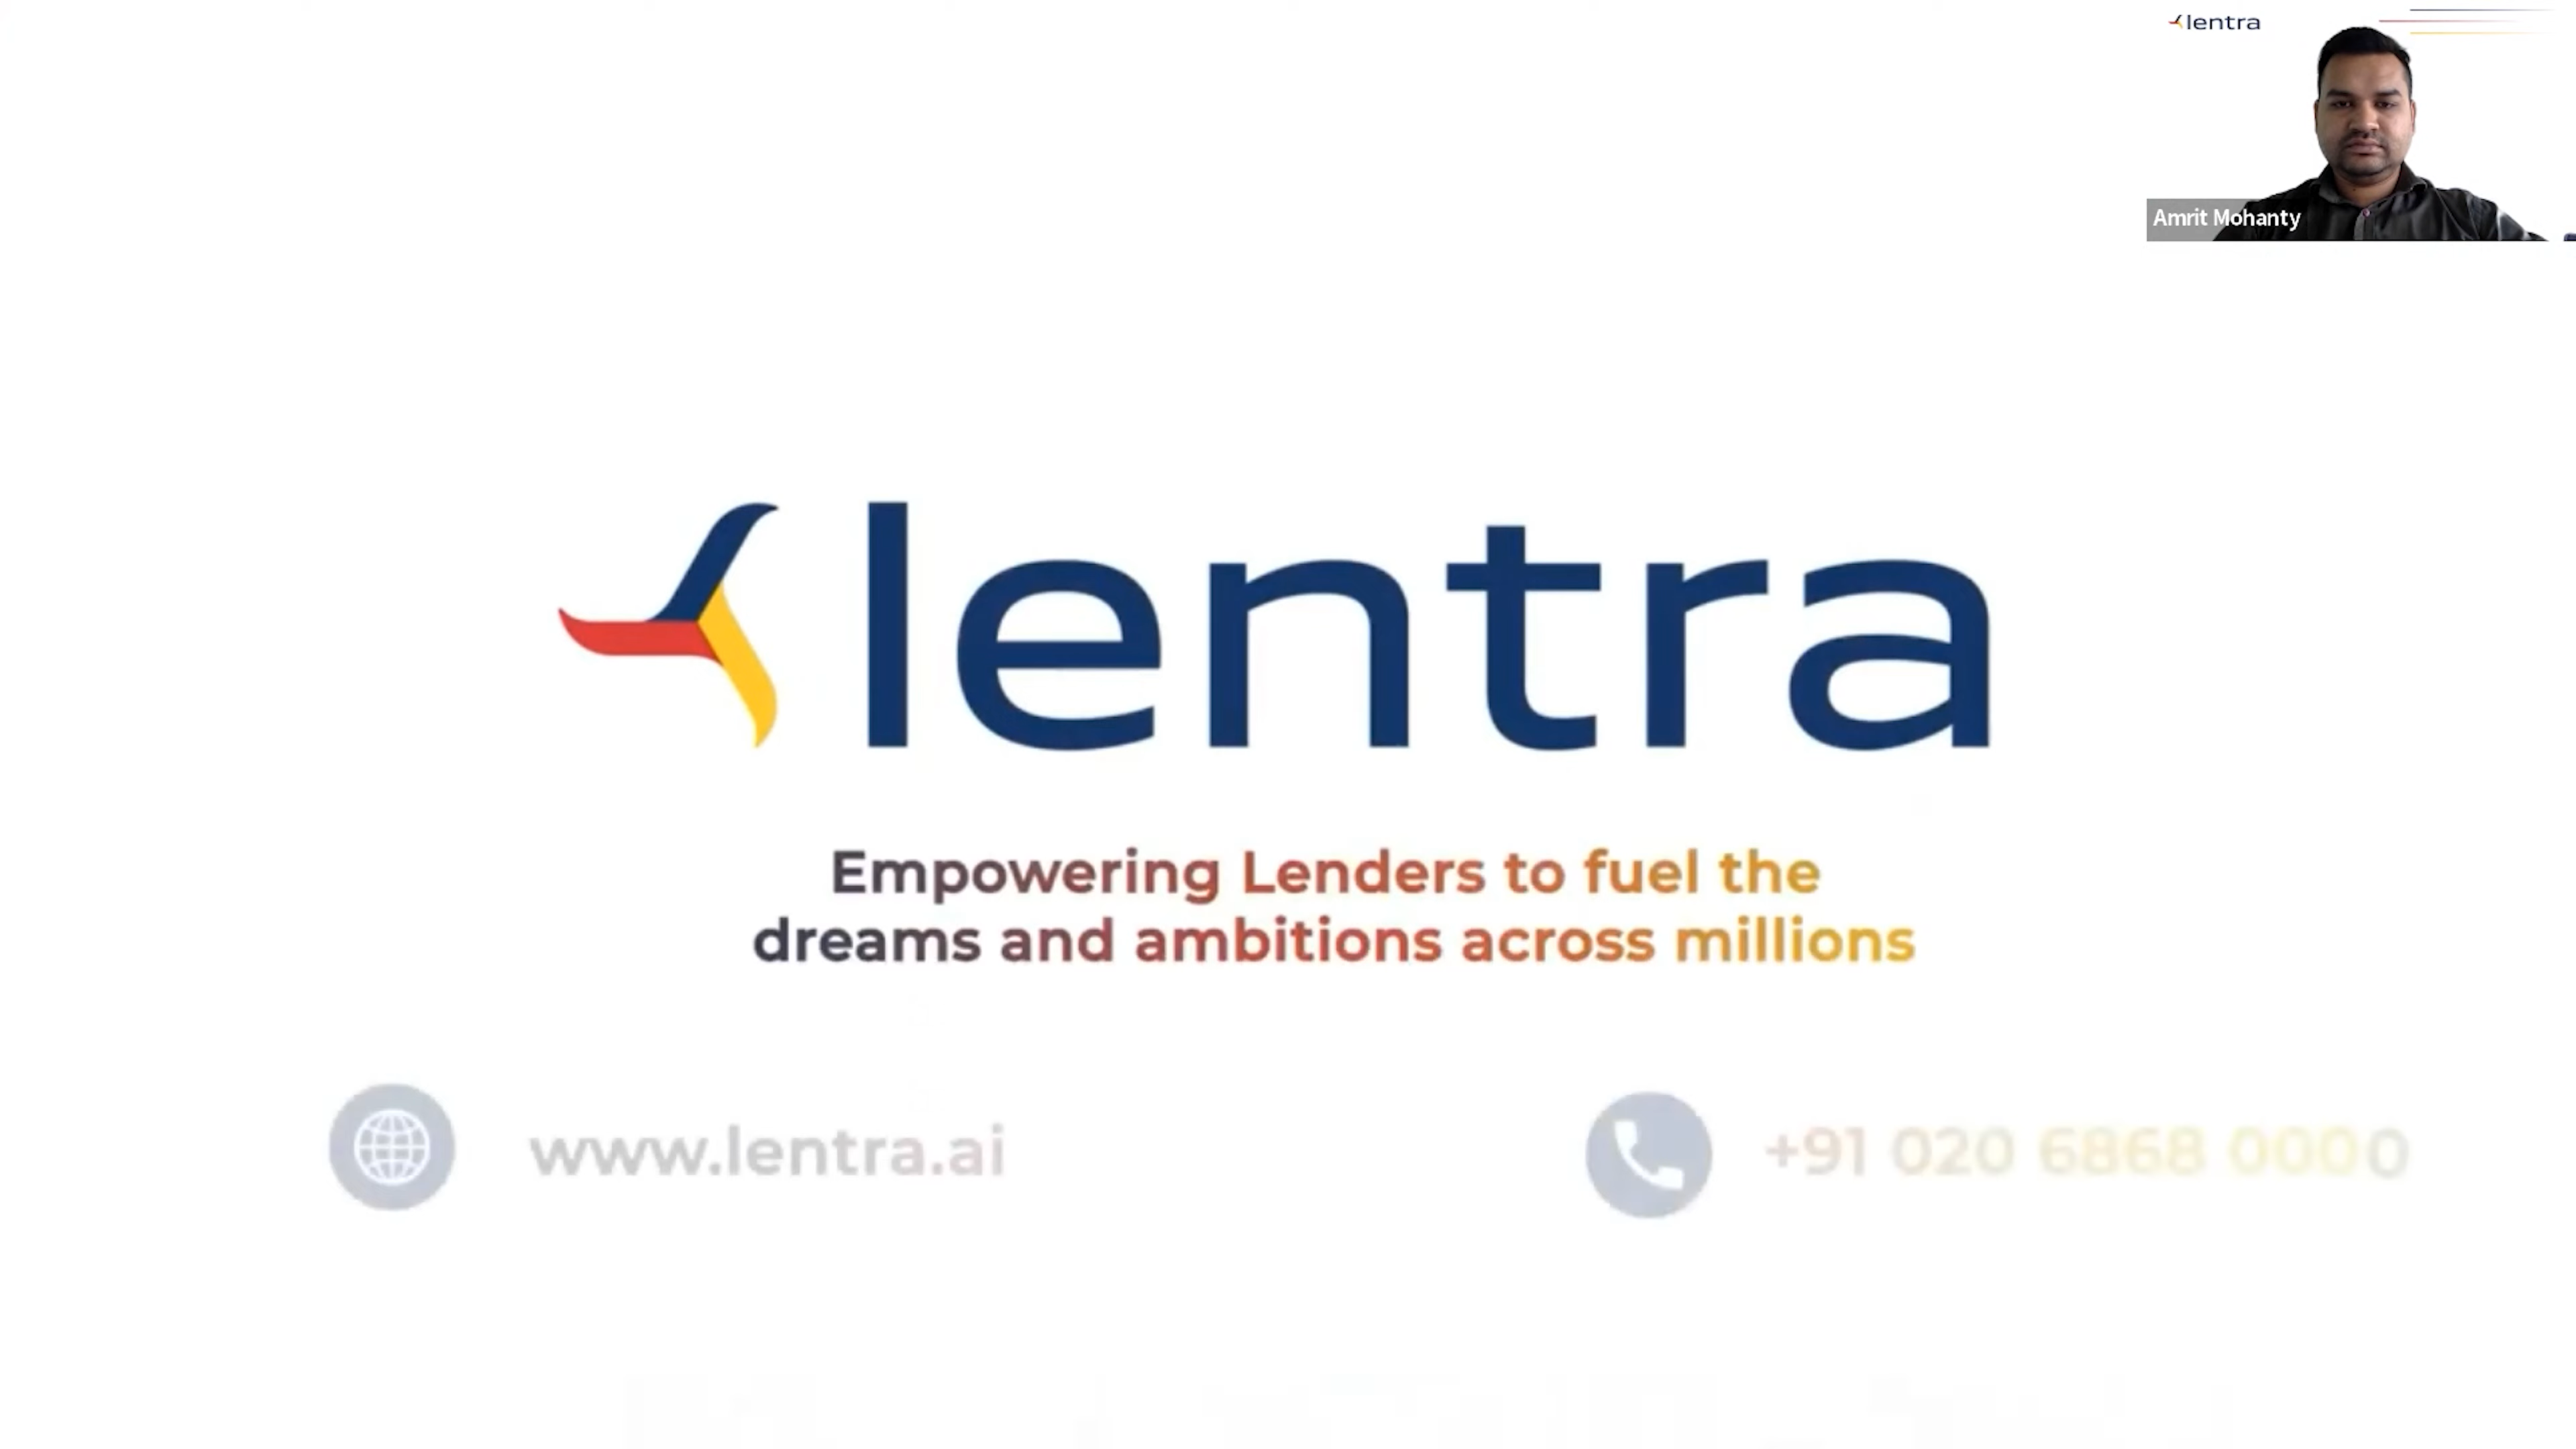 lentra
Amrit Mohanty
lentra
Empowering Lenders to fuel the
dreams and ambitions across millions
www.lentra.ai
+91 020 6868 0000